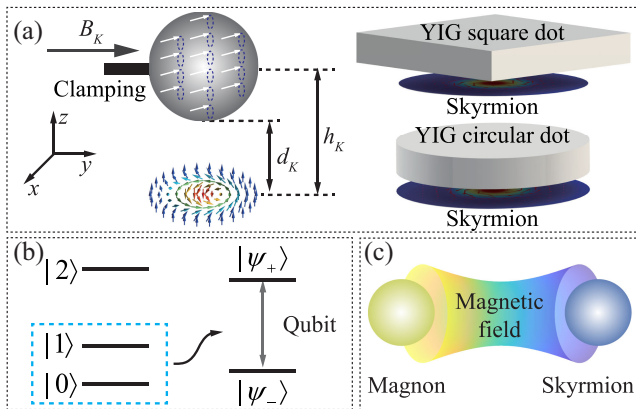 (a)
B_K
Clamping
z
y
x
d_K
h_K
YIG square dot
Skyrmion
YIG circular dot
Skyrmion
(b)
|2⟩
|1⟩
|0⟩
|ψ₊⟩
Qubit
|ψ₋⟩
(c)
Magnetic
field
Magnon
Skyrmion